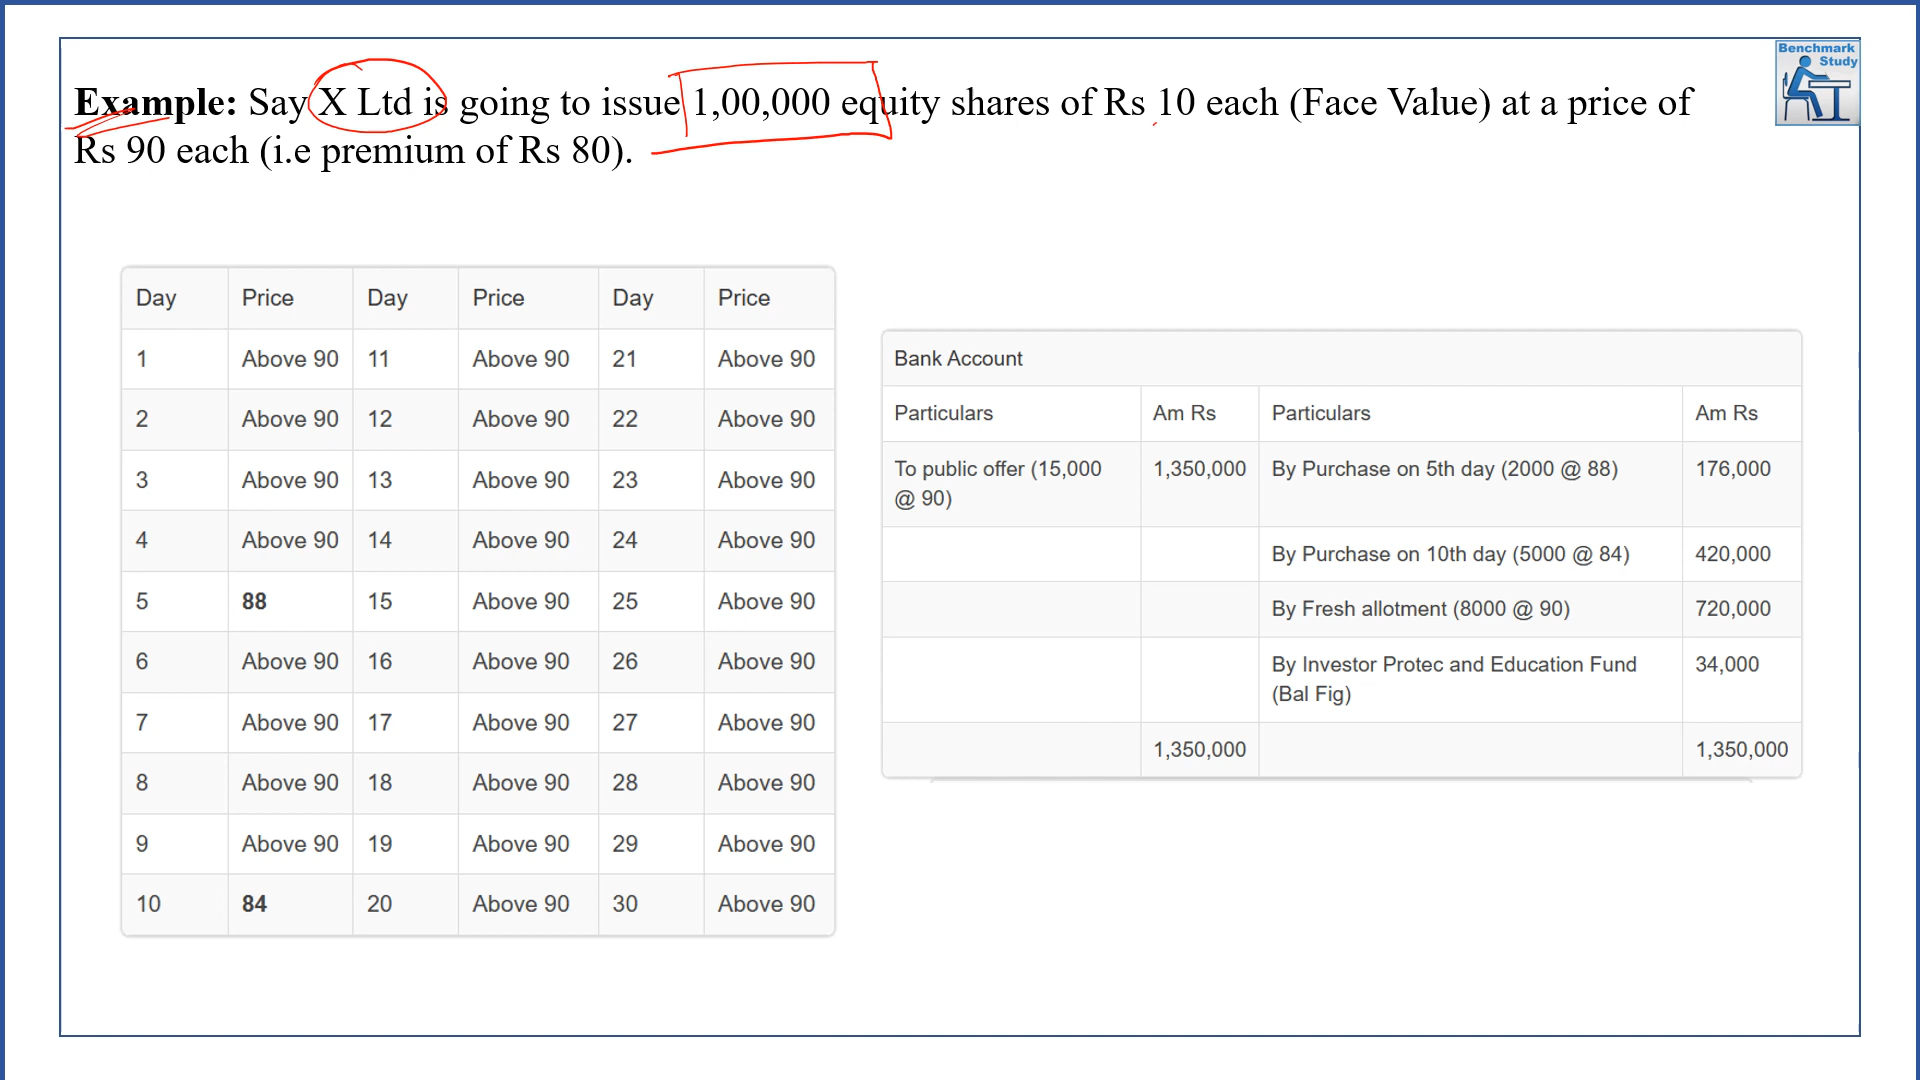 Benchmark
Study
Example: Say X Ltd is going to issue 1,00,000 equity shares of Rs 10 each (Face Value) at a price of
Rs 90 each (i.e premium of Rs 80).
Day Price Day Price Day Price
1 Above 90 11 Above 90 21 Above 90
2 Above 90 12 Above 90 22 Above 90
3 Above 90 13 Above 90 23 Above 90
4 Above 90 14 Above 90 24 Above 90
5 88 15 Above 90 25 Above 90
6 Above 90 16 Above 90 26 Above 90
7 Above 90 17 Above 90 27 Above 90
8 Above 90 18 Above 90 28 Above 90
9 Above 90 19 Above 90 29 Above 90
10 84 20 Above 90 30 Above 90
Bank Account
Particulars Am Rs Particulars Am Rs
To public offer (15,000 1,350,000 By Purchase on 5th day (2000 @ 88) 176,000
@ 90)
By Purchase on 10th day (5000 @ 84) 420,000
By Fresh allotment (8000 @ 90) 720,000
By Investor Protec and Education Fund 34,000
(Bal Fig)
1,350,000 1,350,000